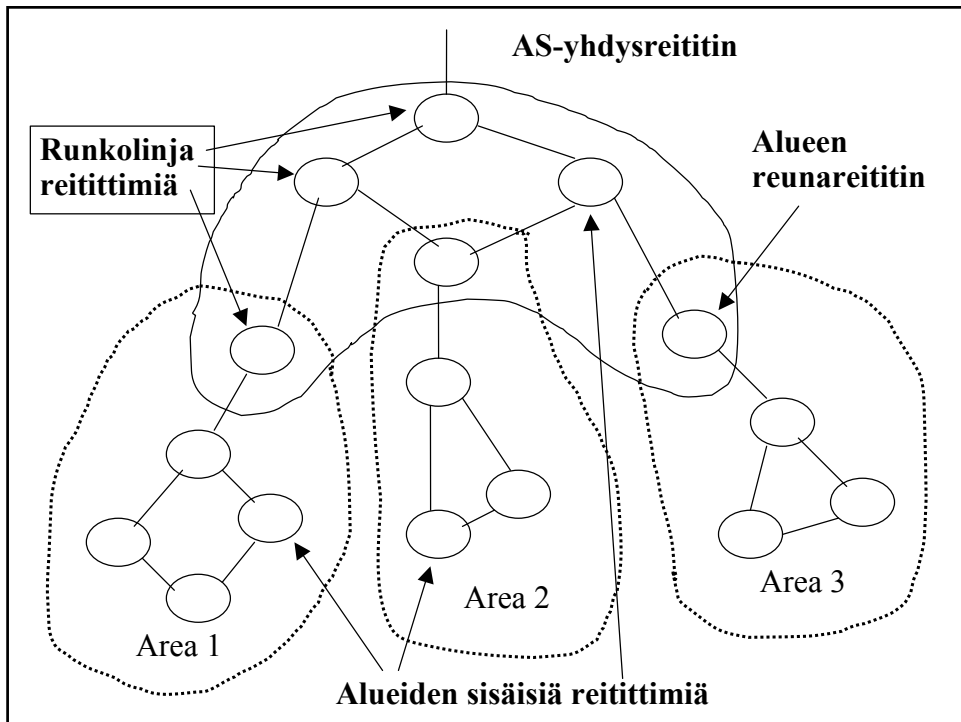 AS-yhdysreititin
Runkolinja
reitittimiä
Alueen
reunareititin
Area 1
Area 2
Area 3
Alueiden sisäisiä reitittimiä